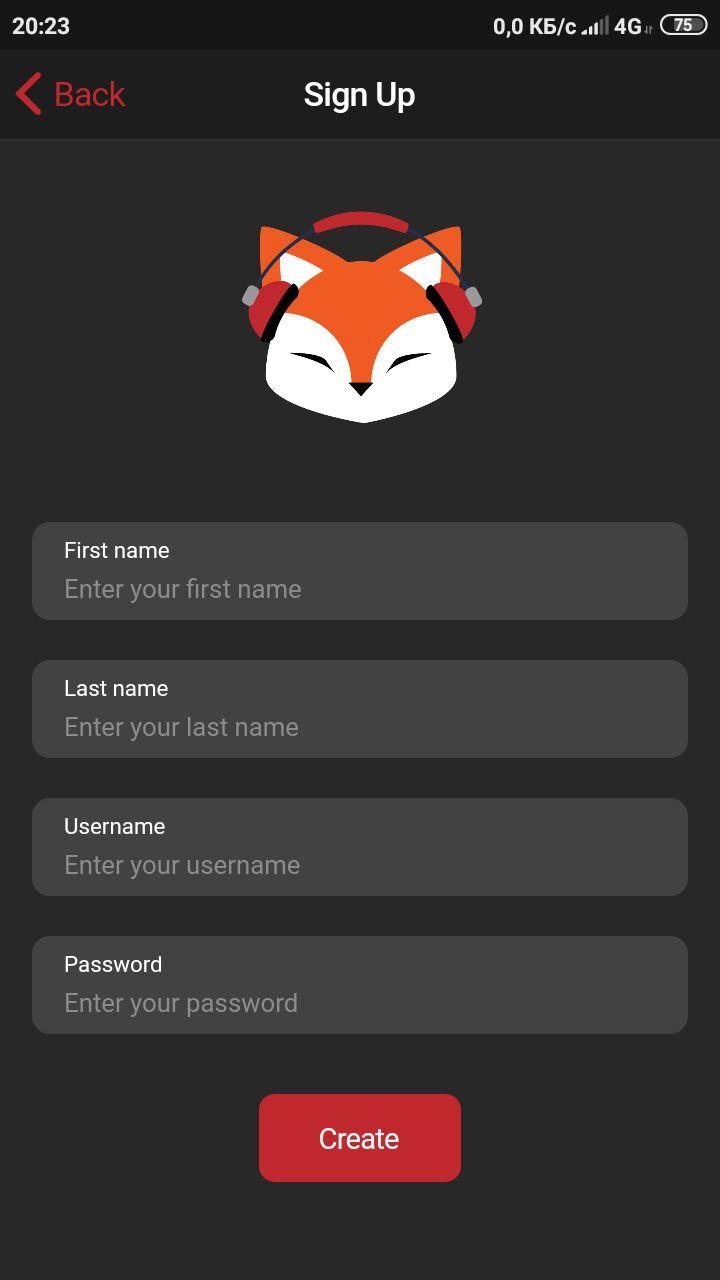 20:23
0,0 КБ/с 4G 75
Back
Sign Up
First name
Enter your first name
Last name
Enter your last name
Username
Enter your username
Password
Enter your password
Create